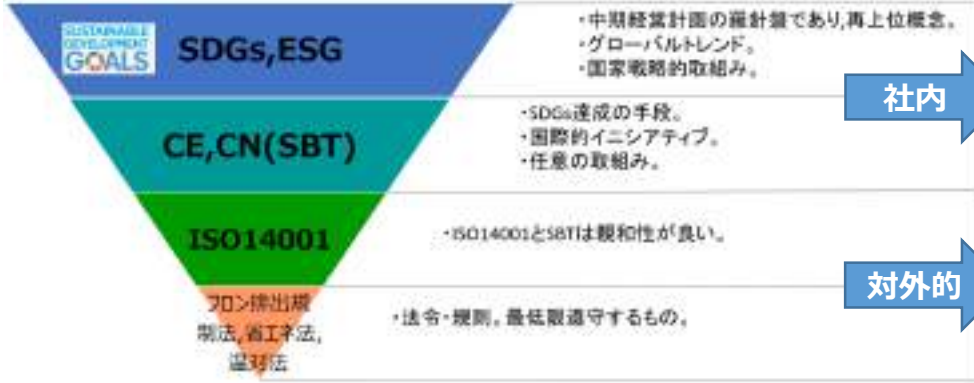 SUSTAINABLE
DEVELOPMENT
GOALS
SDGs,ESG
・中期経営計画の羅針盤であり,再上位概念。
・グローバルトレンド。
・国家戦略的取組み。
社内
CE,CN(SBT)
・SDGs達成の手段。
・国際的イニシアティブ。
・任意の取組み。
ISO14001
・ISO14001とSBTは親和性が良い。
対外的
フロン排出規
制法,省エネ法,
温対法
・法令・規則。最低限遵守するもの。